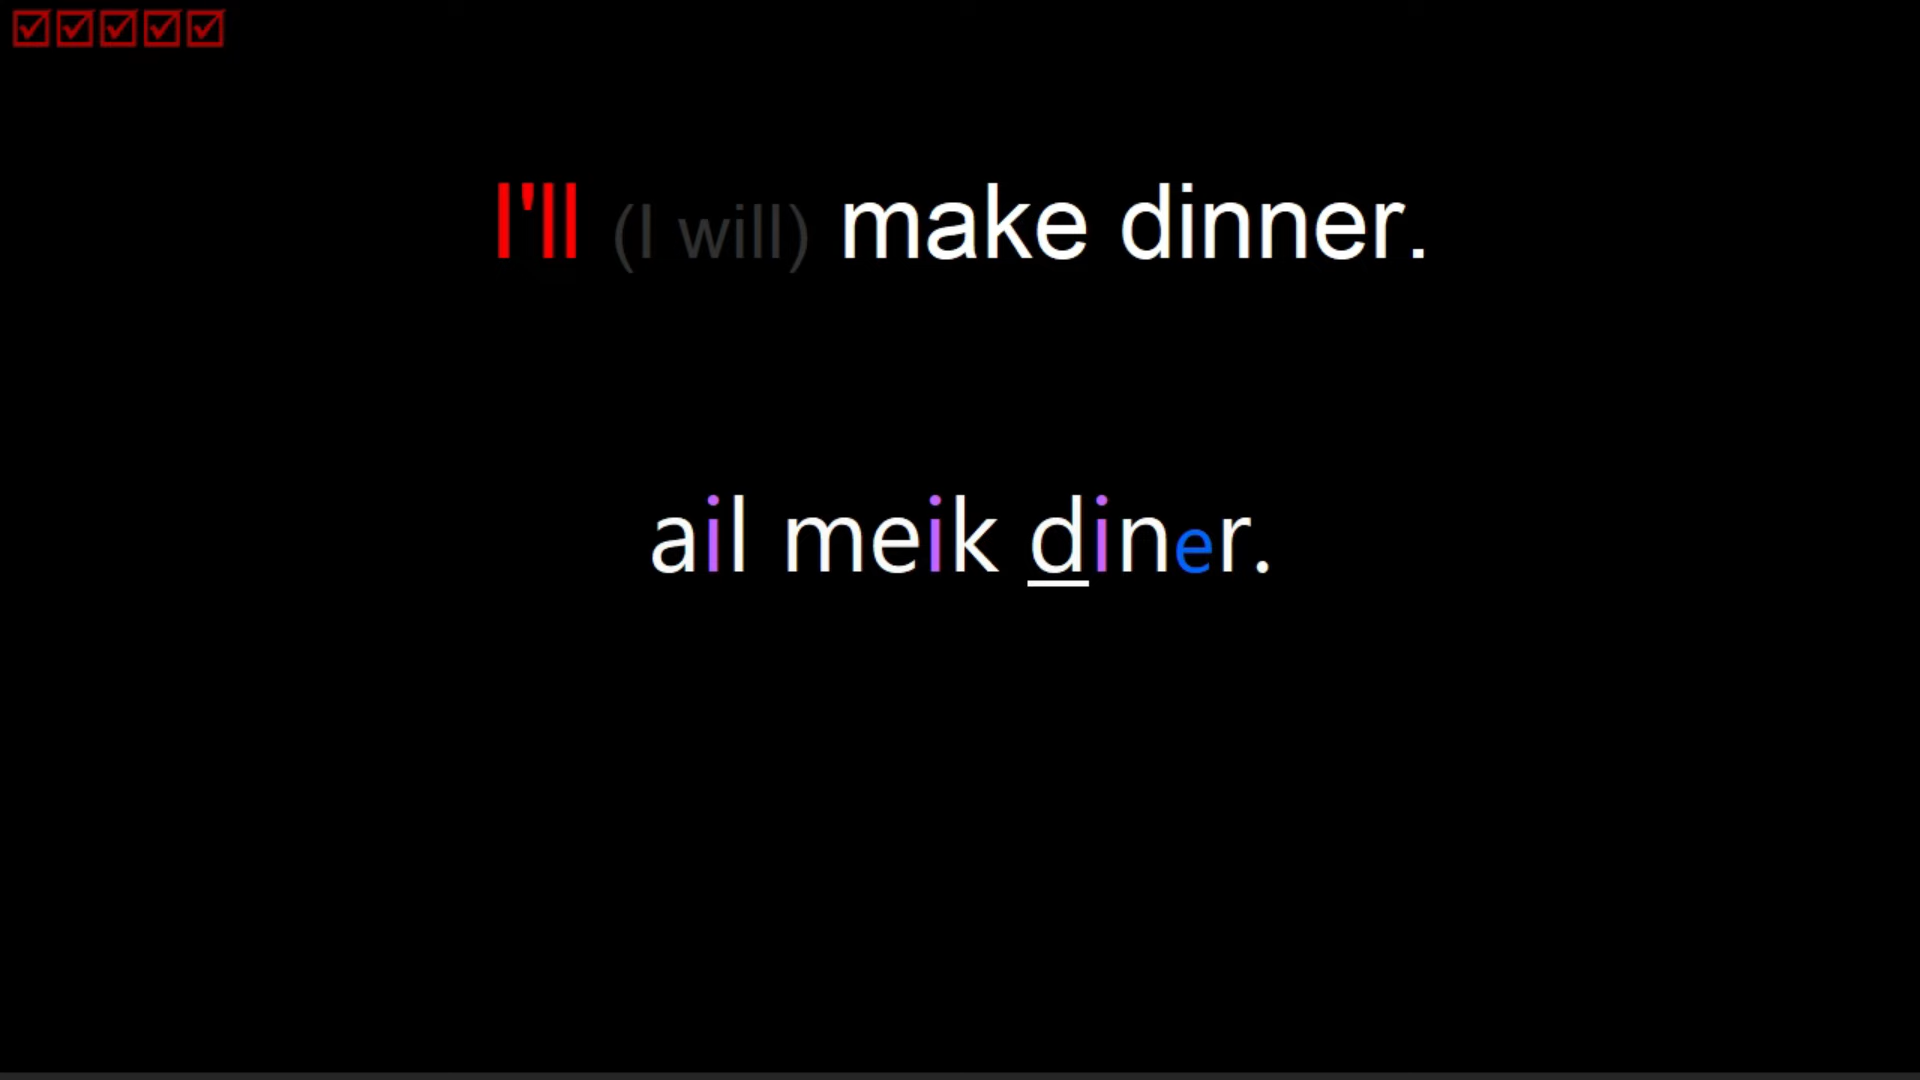 ☑☑☑☑☑
I'll (I will) make dinner.
ail meik diner.